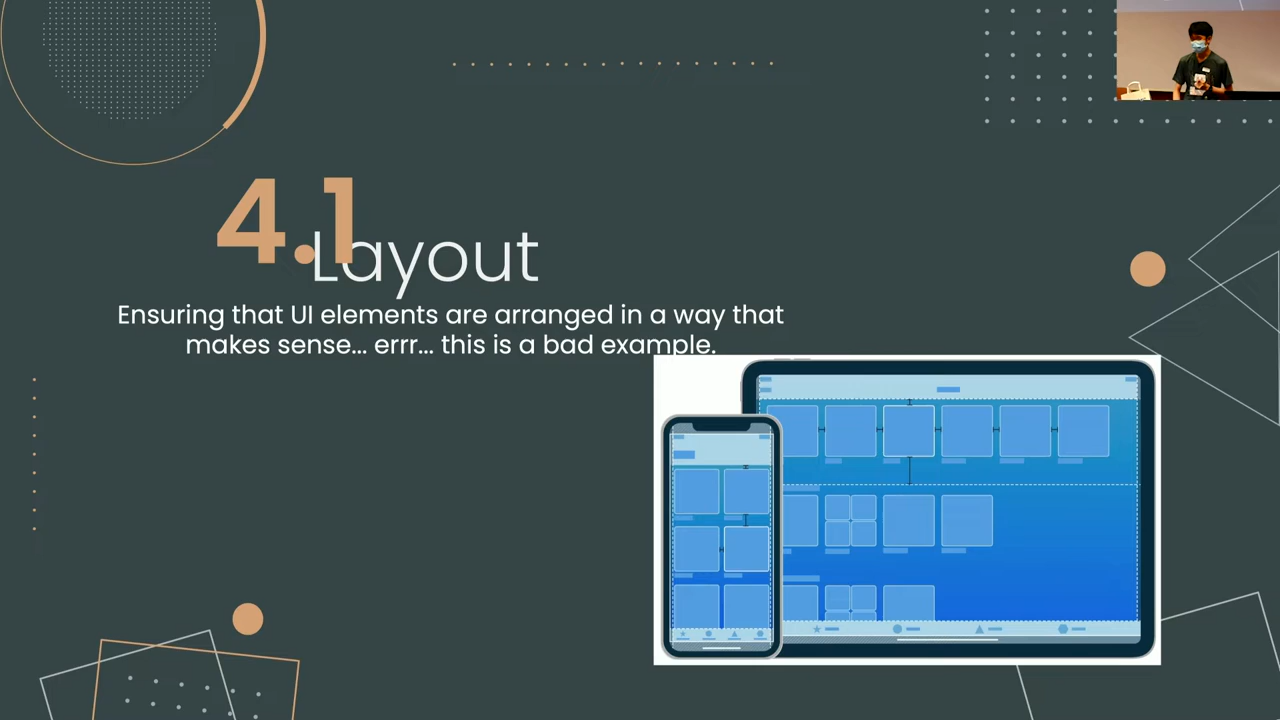 4.1
Layout
Ensuring that UI elements are arranged in a way that
makes sense... errr... this is a bad example.